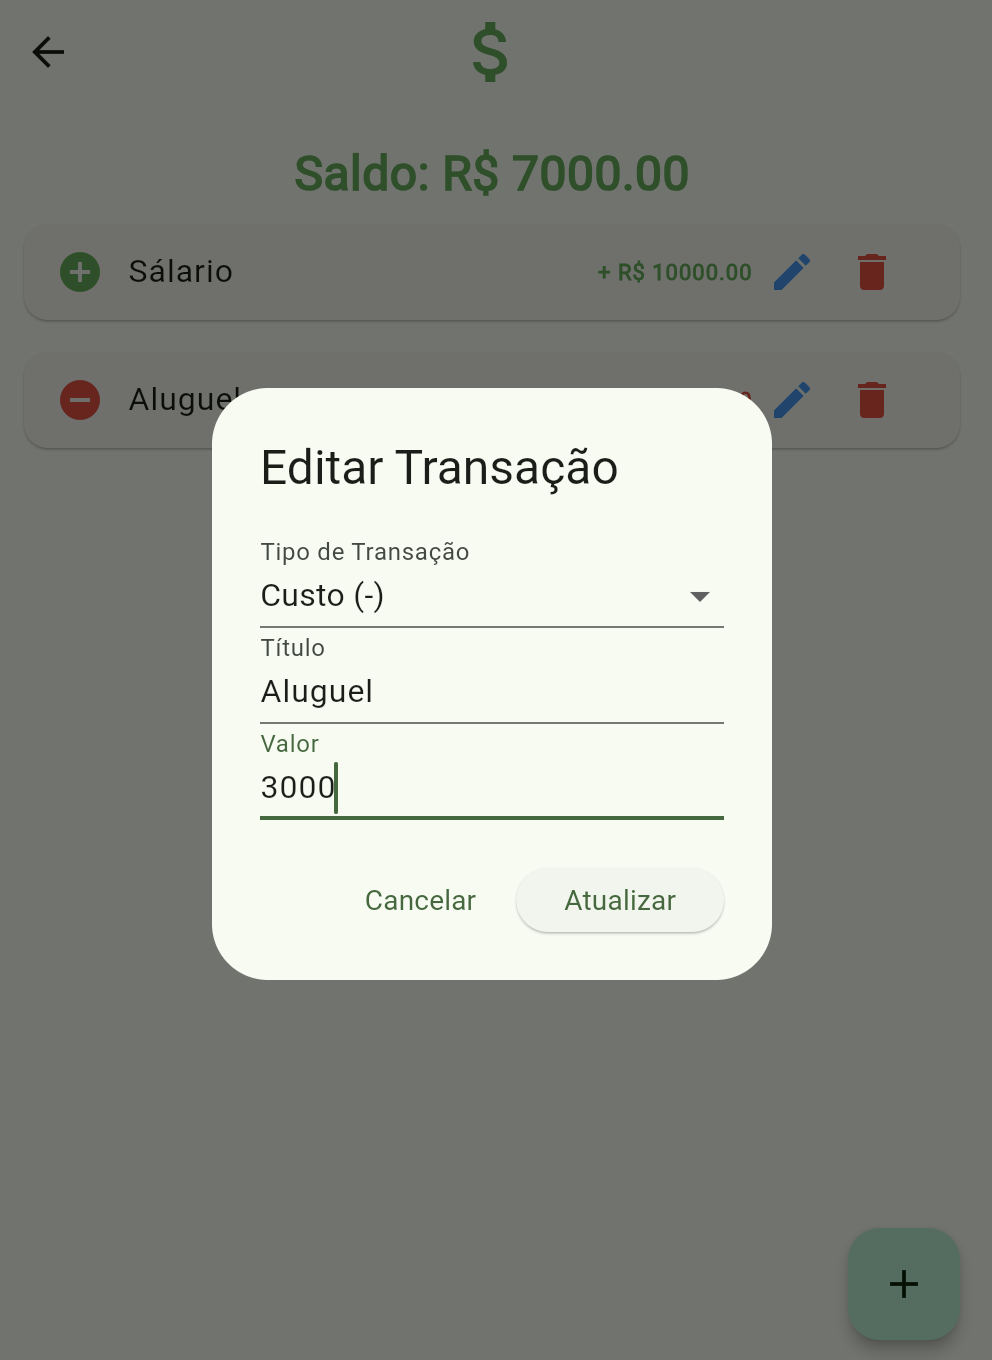 $
Saldo: R$ 7000.00
Sálario + R$ 10000.00
Aluguel
Editar Transação
Tipo de Transação
Custo (-)
Título
Aluguel
Valor
3000
Cancelar Atualizar